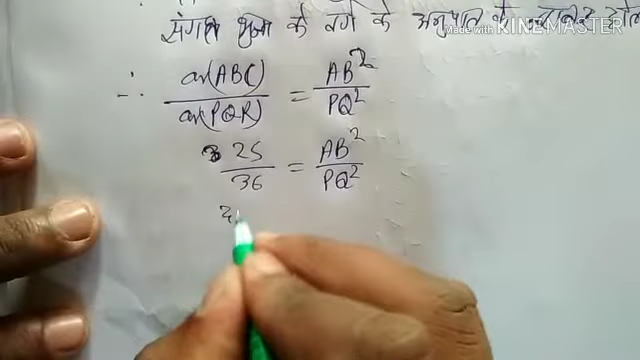 Made with KINEMASTER
संगत भुजा के वर्ग के अनुपात के बराबर
∴ ar(ABC)/ar(PQR) = AB²/PQ²
25/36 = AB²/PQ²